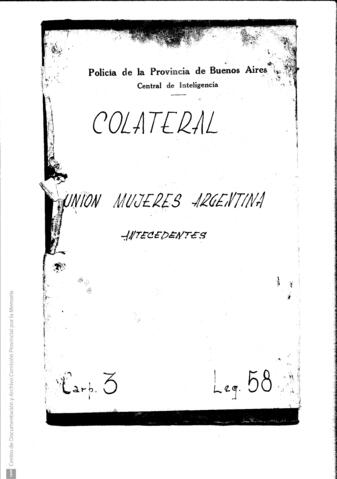 Policía de la Provincia de Buenos Aires
Central de Inteligencia
COLATERAL
UNION MUJERES ARGENTINA
ANTECEDENTES
Carp. 3
Leg. 58
Centro de Documentación y Archivo Comisión Provincial por la Memoria